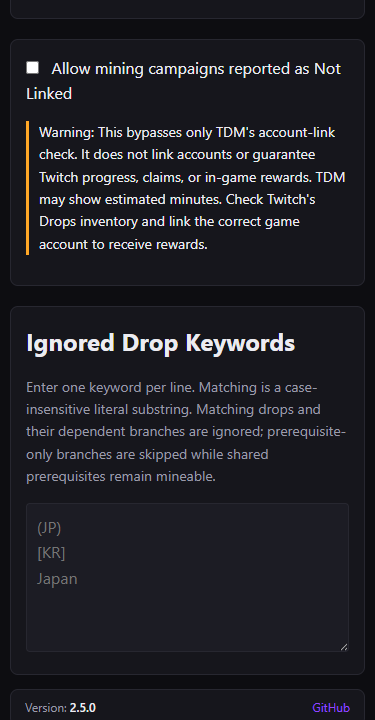 Allow mining campaigns reported as Not
Linked
Warning: This bypasses only TDM's account-link
check. It does not link accounts or guarantee
Twitch progress, claims, or in-game rewards. TDM
may show estimated minutes. Check Twitch's
Drops inventory and link the correct game
account to receive rewards.
Ignored Drop Keywords
Enter one keyword per line. Matching is a case-
insensitive literal substring. Matching drops and
their dependent branches are ignored; prerequisite-
only branches are skipped while shared
prerequisites remain mineable.
(JP)
[KR]
Japan
Version: 2.5.0 GitHub